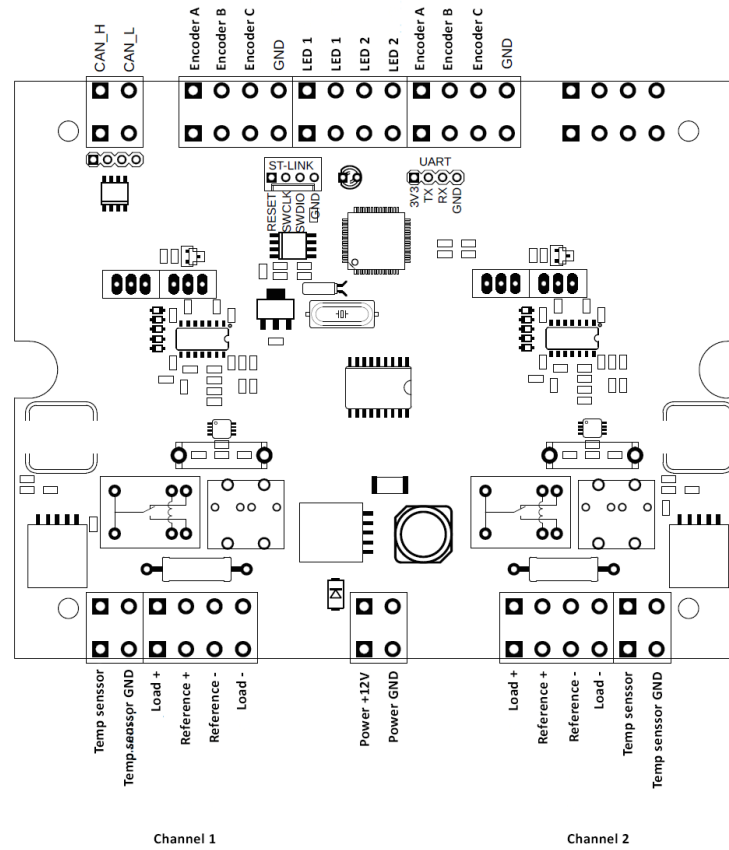 CAN_H
CAN_L
Encoder A
Encoder B
Encoder C
GND
LED 1
LED 1
LED 2
LED 2
Encoder A
Encoder B
Encoder C
GND
ST-LINK
RESET
SWCLK
SWDIO
GND
UART
3V3
TX
RX
GND
Temp senssor
Temp senssor GND
Load +
Reference +
Reference -
Load -
Power +12V
Power GND
Load +
Reference +
Reference -
Load -
Temp senssor
Temp senssor GND
Channel 1
Channel 2